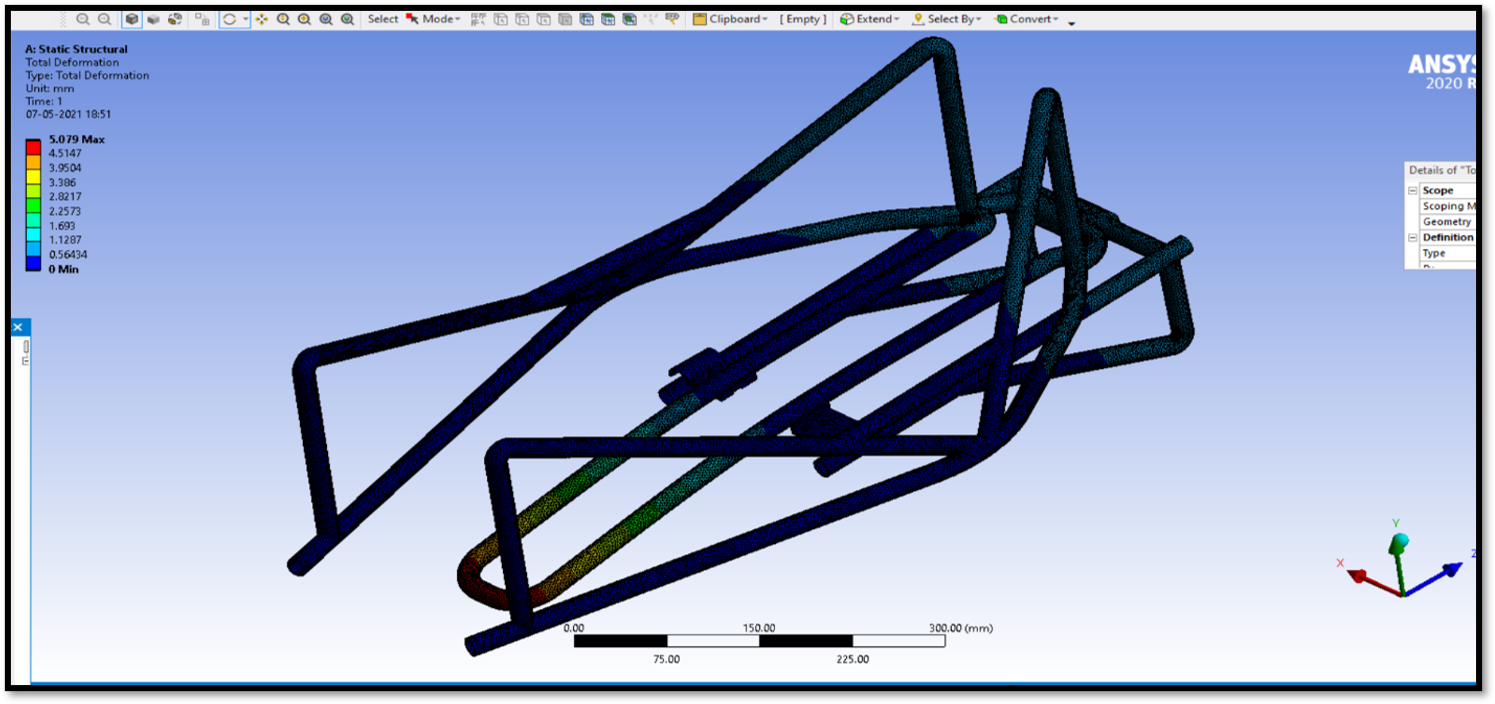 Select Mode Clipboard [ Empty ] Extend Select By Convert
A: Static Structural
Total Deformation
Type: Total Deformation
Unit: mm
Time: 1
07-05-2021 18:51
5.079 Max
4.5147
3.9504
3.386
2.8217
2.2573
1.693
1.1287
0.56434
0 Min
ANSYS
2020 R
Details of "To
Scope
Scoping M
Geometry
Definition
Type
Y
X
Z
0.00 150.00 300.00 (mm)
75.00 225.00